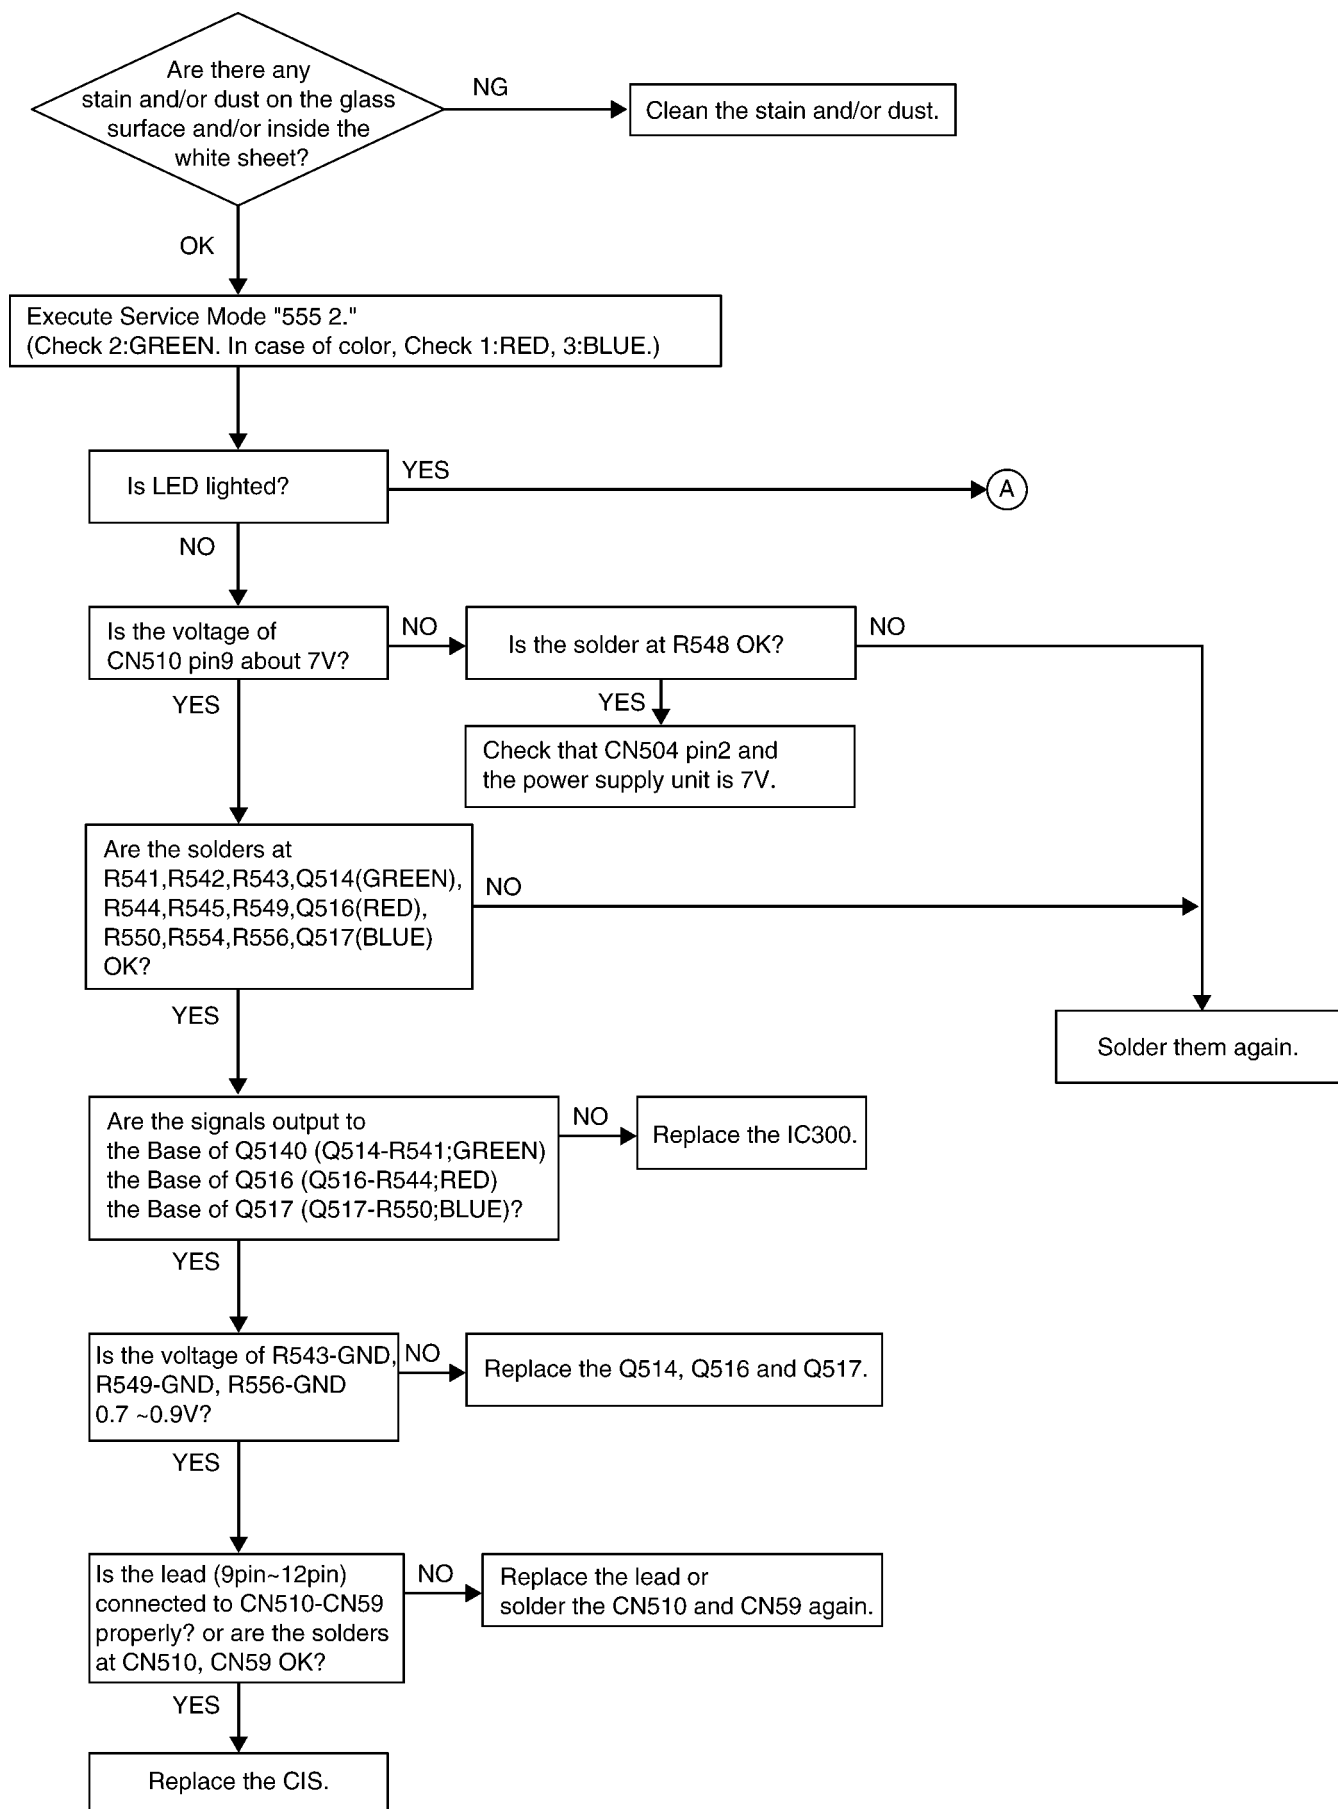 Are there any
stain and/or dust on the glass
surface and/or inside the
white sheet?
NG
Clean the stain and/or dust.
OK
Execute Service Mode "555 2."
(Check 2:GREEN. In case of color, Check 1:RED, 3:BLUE.)
Is LED lighted?
YES
A
NO
Is the voltage of
CN510 pin9 about 7V?
NO
Is the solder at R548 OK?
NO
YES
YES
Check that CN504 pin2 and
the power supply unit is 7V.
Are the solders at
R541,R542,R543,Q514(GREEN),
R544,R545,R549,Q516(RED),
R550,R554,R556,Q517(BLUE)
OK?
NO
YES
Solder them again.
Are the signals output to
the Base of Q5140 (Q514-R541;GREEN)
the Base of Q516 (Q516-R544;RED)
the Base of Q517 (Q517-R550;BLUE)?
NO
Replace the IC300.
YES
Is the voltage of R543-GND,
R549-GND, R556-GND
0.7 ~0.9V?
NO
Replace the Q514, Q516 and Q517.
YES
Is the lead (9pin~12pin)
connected to CN510-CN59
properly? or are the solders
at CN510, CN59 OK?
NO
Replace the lead or
solder the CN510 and CN59 again.
YES
Replace the CIS.